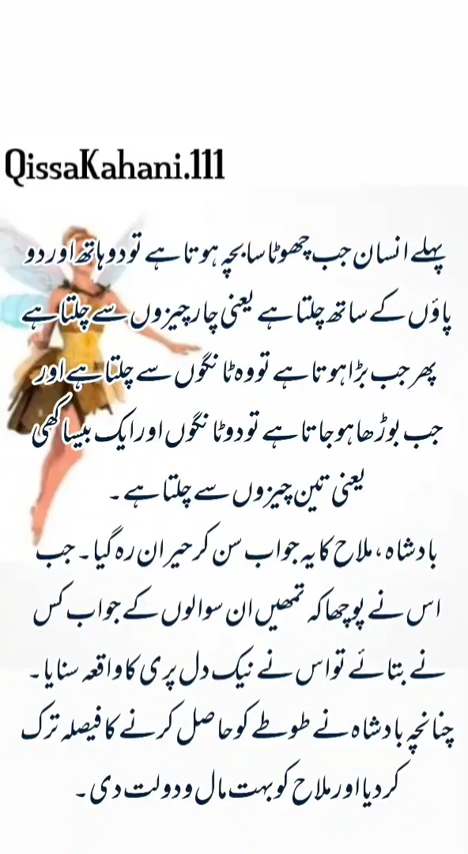 QissaKahani.111
پہلے انسان جب چھوٹا سا بچہ ہوتا ہے تو دو ہاتھ اور دو
پاؤں کے ساتھ چلتا ہے یعنی چار چیزوں سے چلتا ہے
پھر جب بڑا ہوتا ہے تو وہ ٹانگوں سے چلتا ہے اور
جب بوڑھا ہو جاتا ہے تو دو ٹانگوں اور ایک بیساکھی
یعنی تین چیزوں سے چلتا ہے۔
بادشاہ، ملاح کا یہ جواب سن کر حیران رہ گیا۔ جب
اس نے پوچھا کہ تمھیں ان سوالوں کے جواب کس
نے بتائے تو اس نے نیک دل پری کا واقعہ سنایا۔
چنانچہ بادشاہ نے طوطے کو حاصل کرنے کا فیصلہ ترک
کر دیا اور ملاح کو بہت مال و دولت دی۔